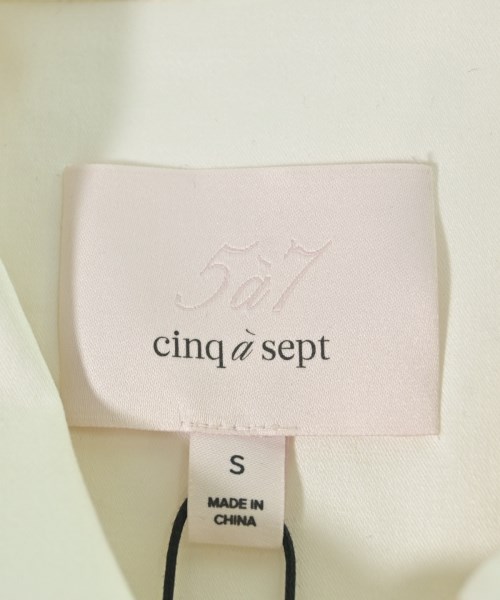 5à7
cinq à sept
S
MADE IN
CHINA